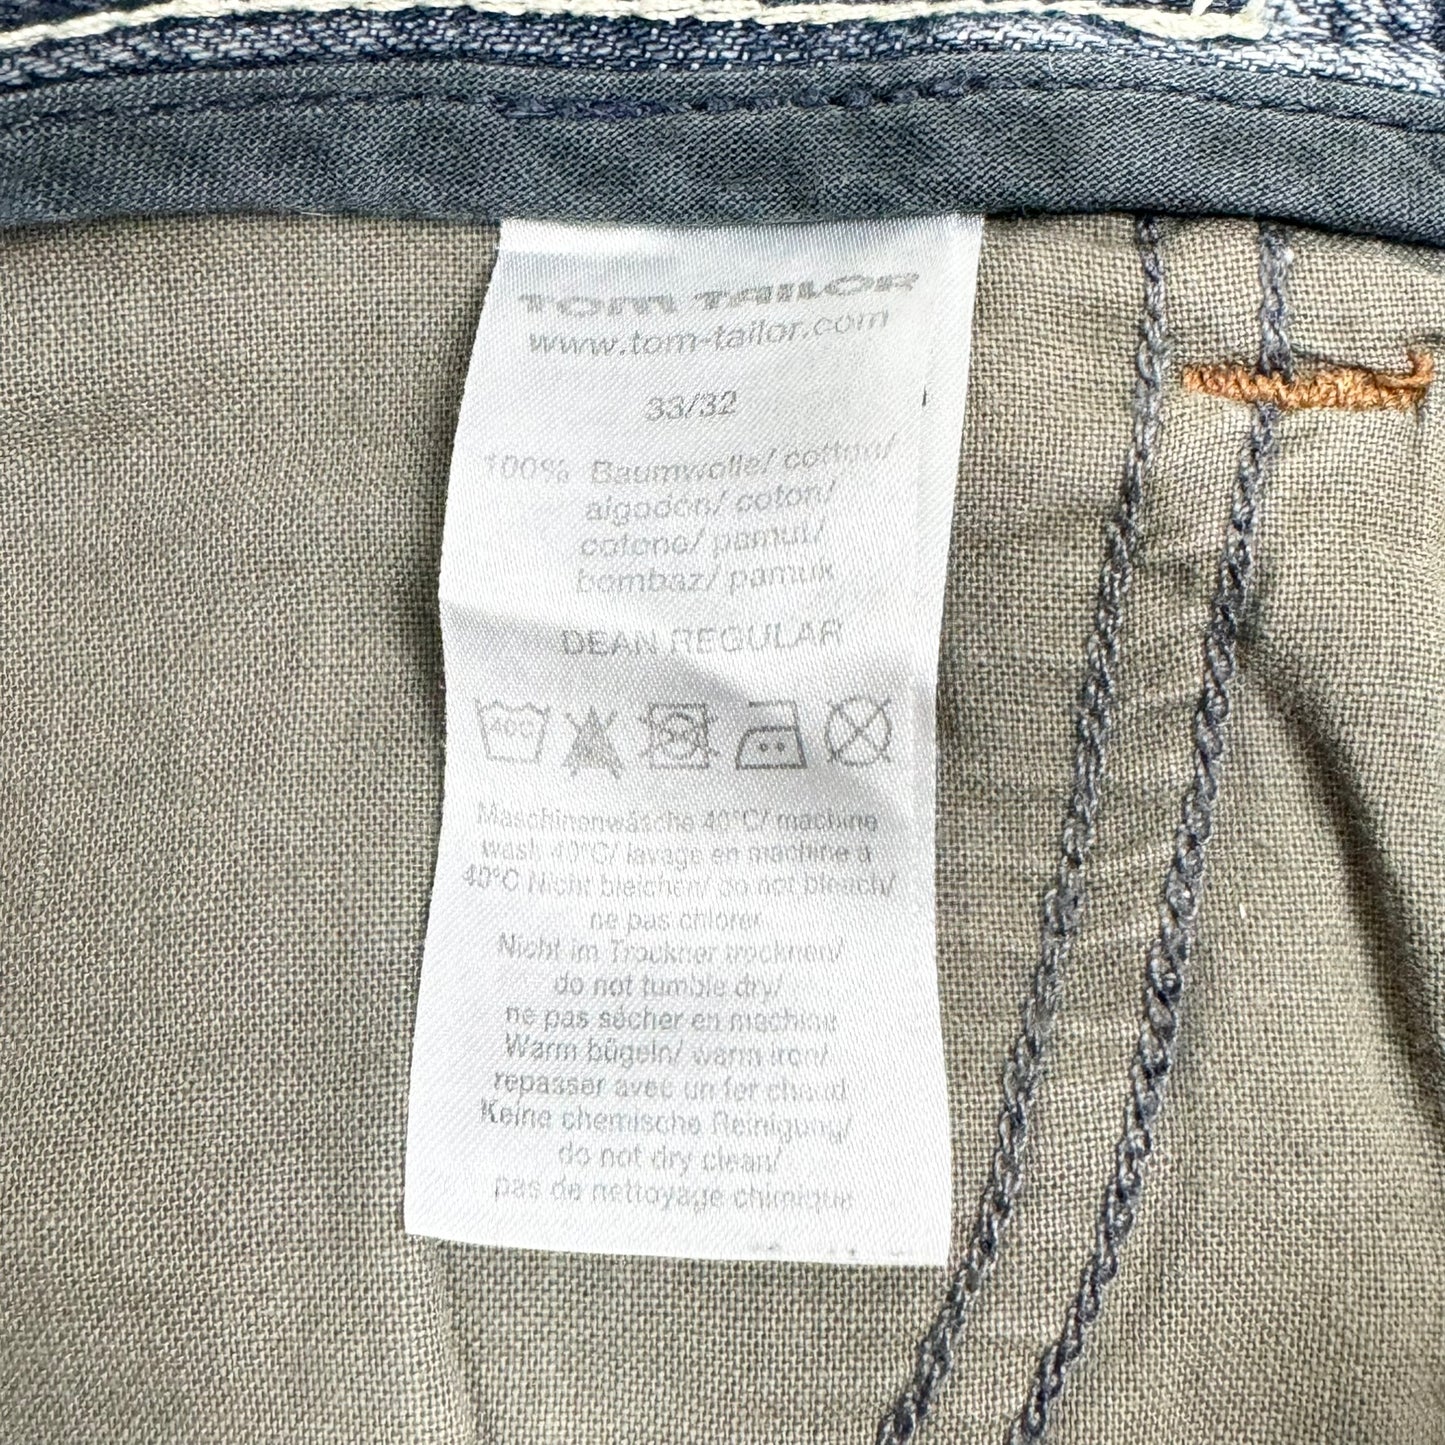 TOM TAILOR
www.tom-tailor.com
33/32
100% Baumwolle/ cotton/
algodon/ coton/
cotone/ pamut/
bombaz/ pamuk
DEAN REGULAR
40°
Maschinenwäsche 40°C/ machine
wash 40°C/ lavage en machine à
40°C Nicht bleichen/ do not bleach/
ne pas chlorer
Nicht im Trockner trocknen/
do not tumble dry/
ne pas sécher en machine
Warm bügeln/ warm iron/
repasser avec un fer chaud
Keine chemische Reinigung/
do not dry clean/
pas de nettoyage chimique